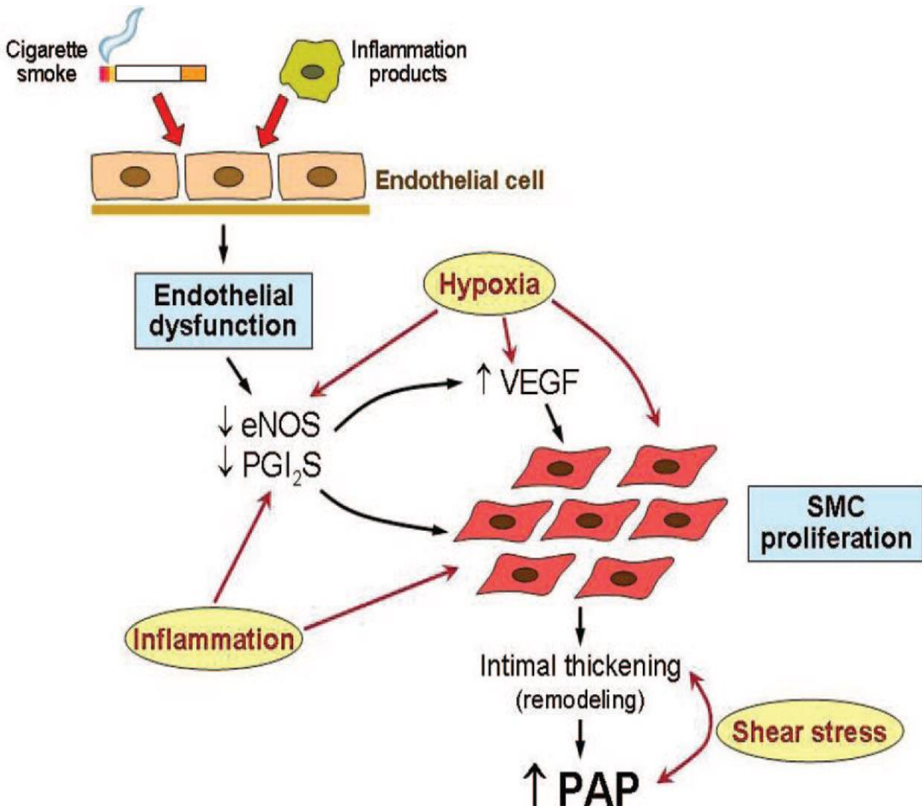 Cigarette
smoke
Inflammation
products
Endothelial cell
Endothelial
dysfunction
Hypoxia
↑ VEGF
↓ eNOS
↓ PGI₂S
SMC
proliferation
Inflammation
Intimal thickening
(remodeling)
Shear stress
↑ PAP